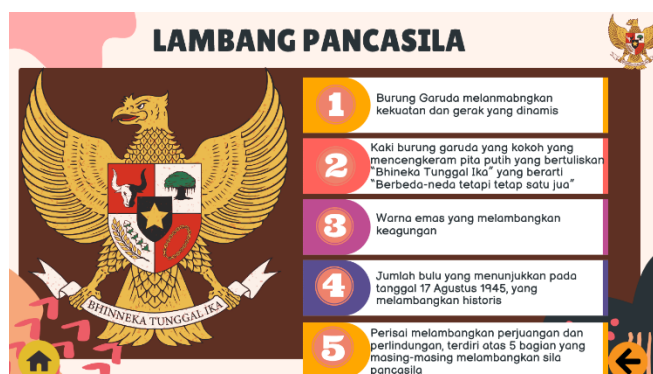 LAMBANG PANCASILA
BHINNEKA TUNGGAL IKA
1
Burung Garuda melanmabngkan
kekuatan dan gerak yang dinamis
2
Kaki burung garuda yang kokoh yang
mencengkeram pita putih yang bertuliskan
"Bhineka Tunggal Ika" yang berarti
"Berbeda-neda tetapi tetap satu jua"
3
Warna emas yang melambangkan
keagungan
4
Jumlah bulu yang menunjukkan pada
tanggal 17 Agustus 1945, yang
melambangkan historis
5
Perisai melambangkan perjuangan dan
perlindungan, terdiri atas 5 bagian yang
masing-masing melambangkan sila
pancasila